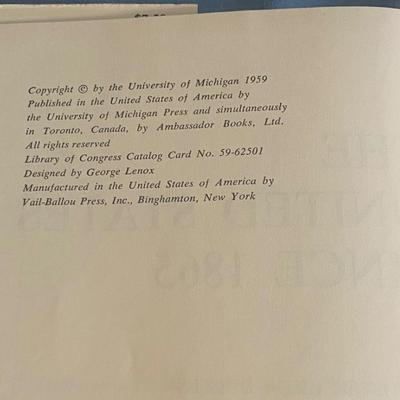 Copyright © by the University of Michigan 1959
Published in the United States of America by
the University of Michigan Press and simultaneously
in Toronto, Canada, by Ambassador Books, Ltd.
All rights reserved
Library of Congress Catalog Card No. 59-62501
Designed by George Lenox
Manufactured in the United States of America by
Vail-Ballou Press, Inc., Binghamton, New York